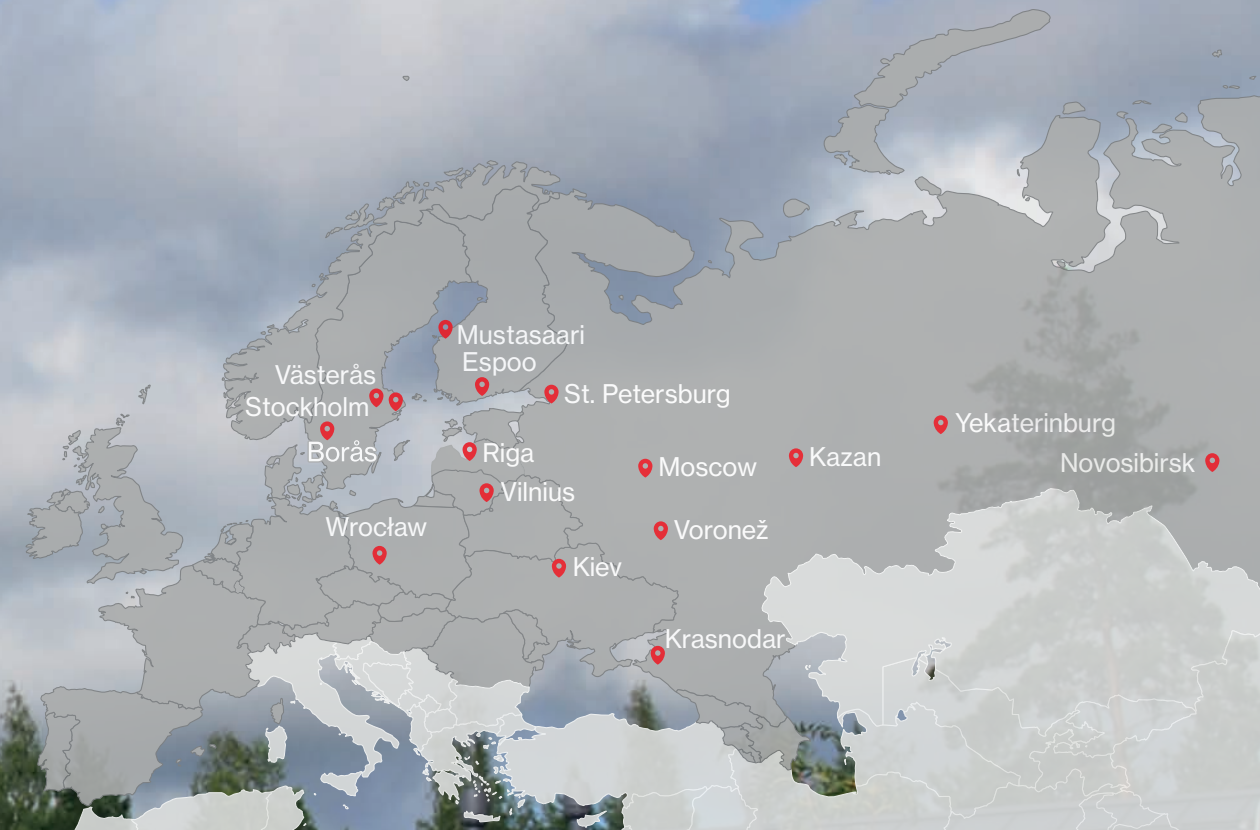 Mustasaari
Espoo
Västerås
St. Petersburg
Stockholm
Yekaterinburg
Borås
Riga
Moscow
Kazan
Novosibirsk
Vilnius
Wrocław
Voronež
Kiev
Krasnodar